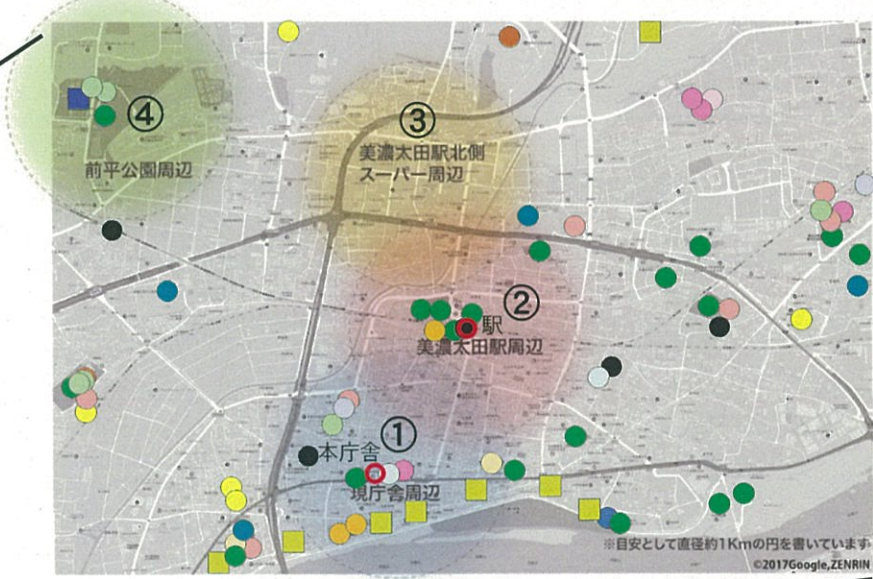 ④
前平公園周辺
③
美濃太田駅北側
スーパー周辺
②
駅
美濃太田駅周辺
①
本庁舎
現庁舎周辺
※目安として直径約1Kmの円を書いています
©2017Google,ZENRIN